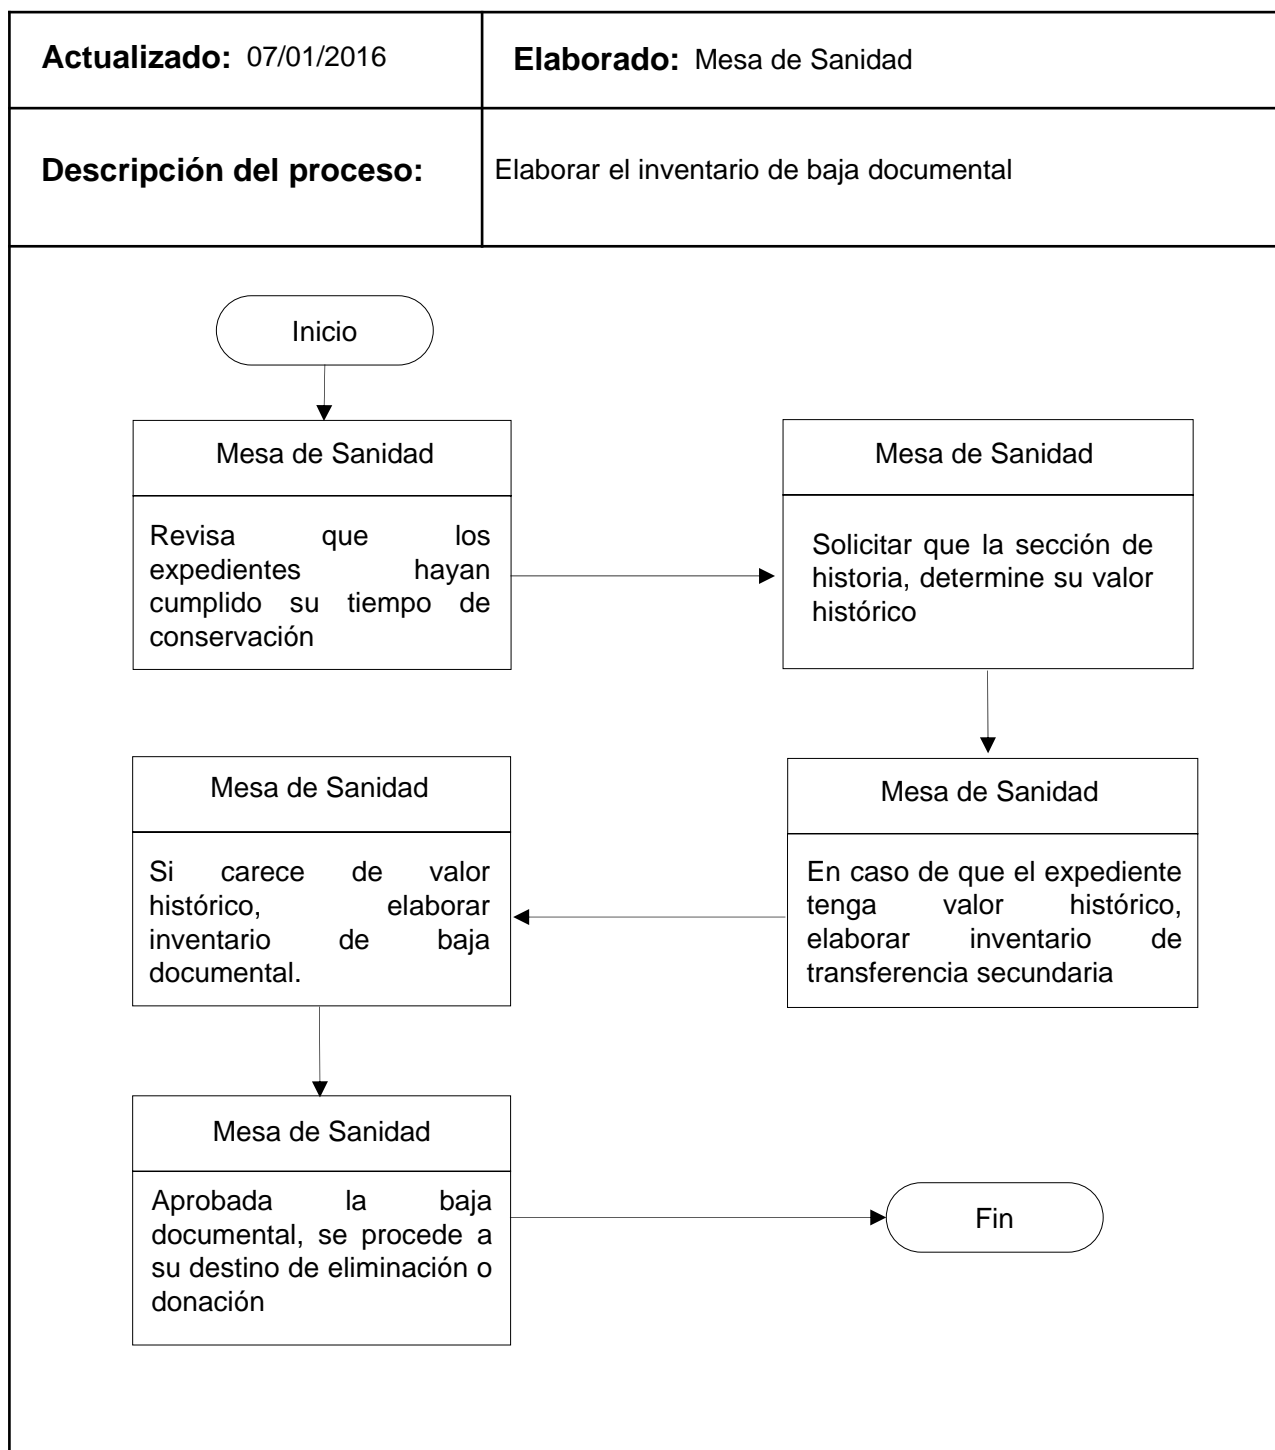 Actualizado: 07/01/2016
Elaborado: Mesa de Sanidad
Descripción del proceso:
Elaborar el inventario de baja documental
Inicio
Mesa de Sanidad
Revisa que los
expedientes hayan
cumplido su tiempo de
conservación
Mesa de Sanidad
Solicitar que la sección de
historia, determine su valor
histórico
Mesa de Sanidad
En caso de que el expediente
tenga valor histórico,
elaborar inventario de
transferencia secundaria
Mesa de Sanidad
Si carece de valor
histórico, elaborar
inventario de baja
documental.
Mesa de Sanidad
Aprobada la baja
documental, se procede a
su destino de eliminación o
donación
Fin